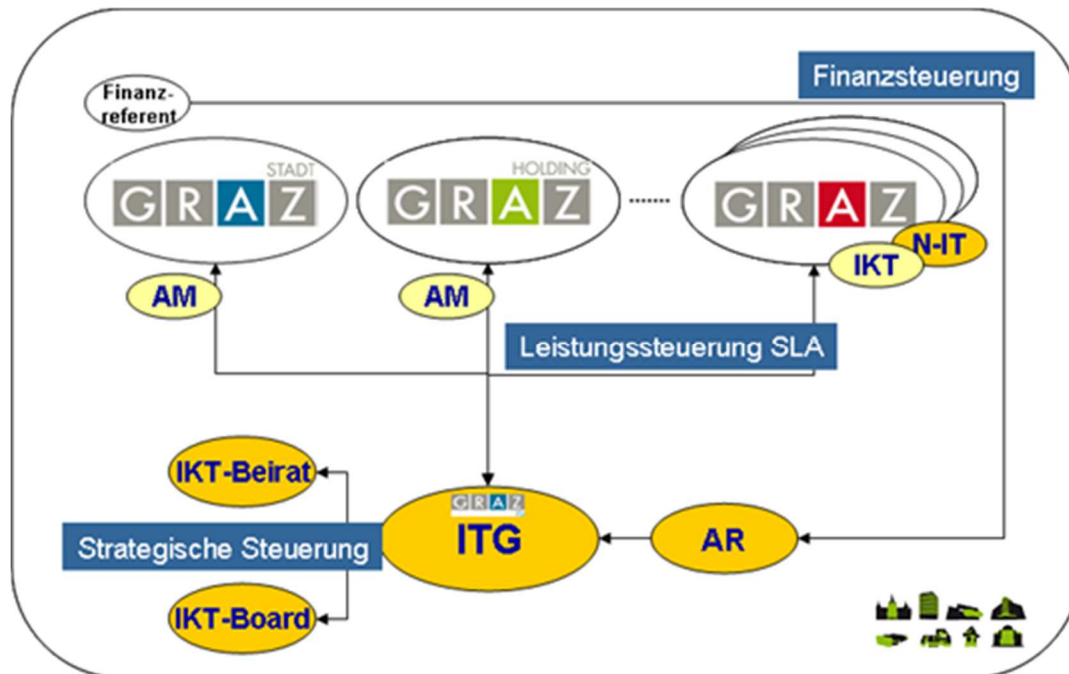 Finanzsteuerung
Finanz-
referent
STADT
GRAZ
HOLDING
GRAZ
.......
GRAZ
N-IT
IKT
AM
AM
Leistungssteuerung SLA
IKT-Beirat
GRAZ
ITG
AR
Strategische Steuerung
IKT-Board